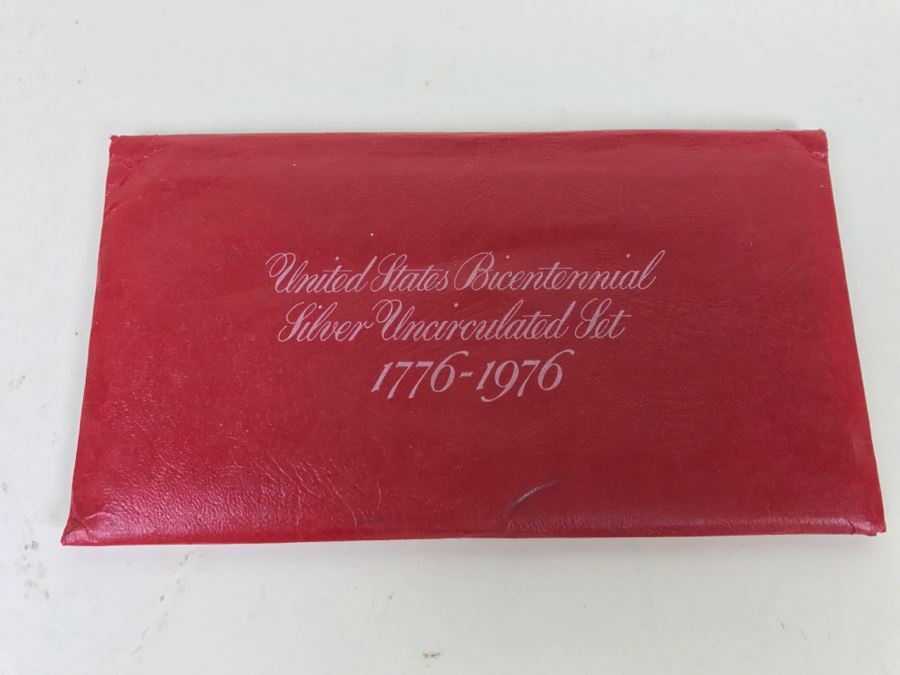 United States Bicentennial
Silver Uncirculated Set
1776-1976